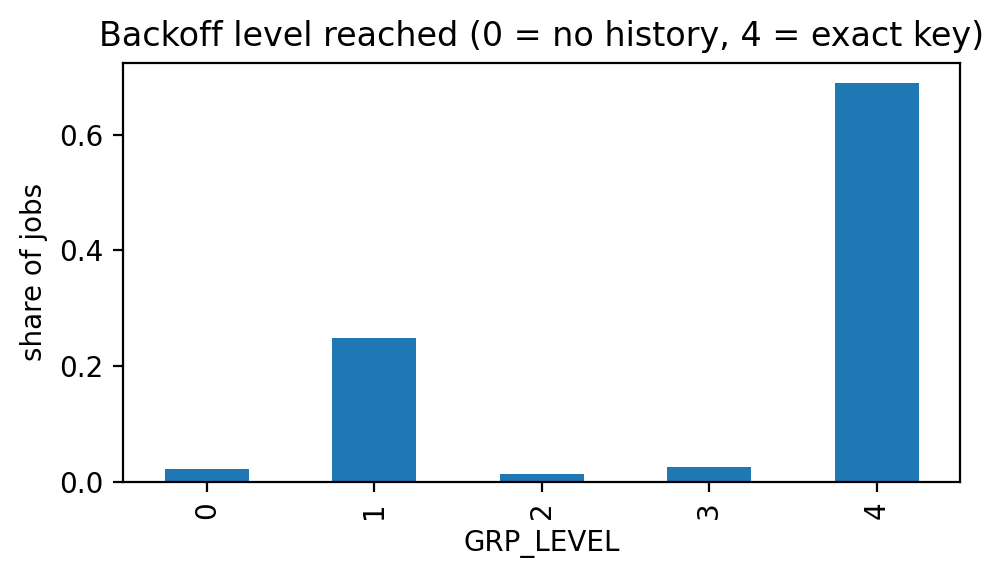 Backoff level reached (0 = no history, 4 = exact key)
share of jobs
0.6
0.4
0.2
0.0
0 1 2 3 4
GRP_LEVEL